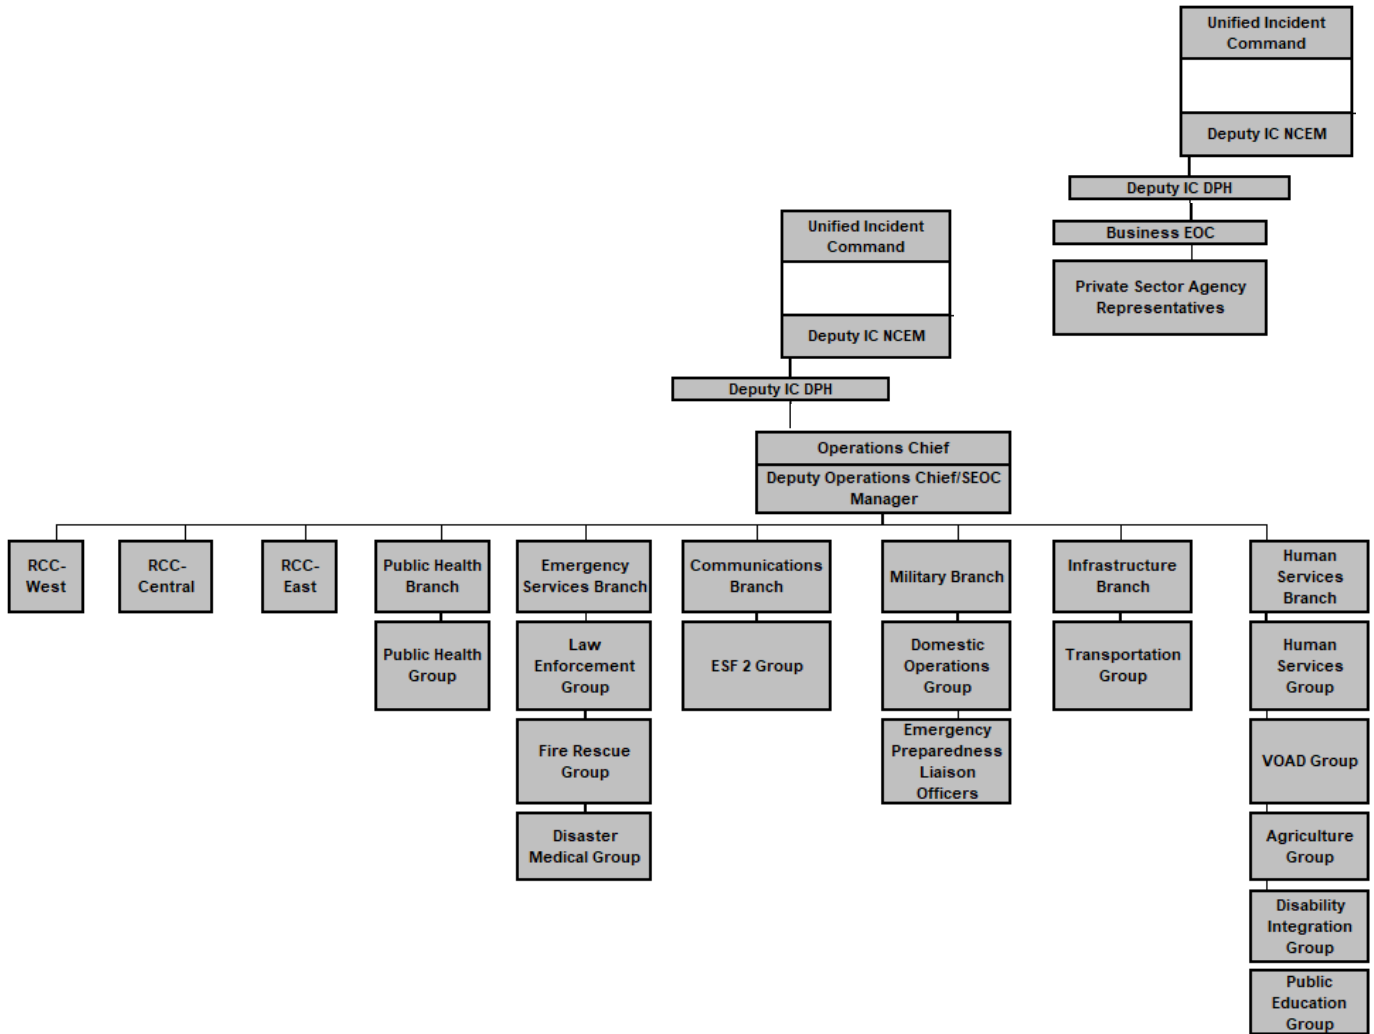 Unified Incident
Command
Deputy IC NCEM
Deputy IC DPH
Business EOC
Private Sector Agency
Representatives
Unified Incident
Command
Deputy IC NCEM
Deputy IC DPH
Operations Chief
Deputy Operations Chief/SEOC
Manager
RCC-
West
RCC-
Central
RCC-
East
Public Health
Branch
Public Health
Group
Emergency
Services Branch
Law
Enforcement
Group
Fire Rescue
Group
Disaster
Medical Group
Communications
Branch
ESF 2 Group
Military Branch
Domestic
Operations
Group
Emergency
Preparedness
Liaison
Officers
Infrastructure
Branch
Transportation
Group
Human
Services
Branch
Human
Services
Group
VOAD Group
Agriculture
Group
Disability
Integration
Group
Public
Education
Group